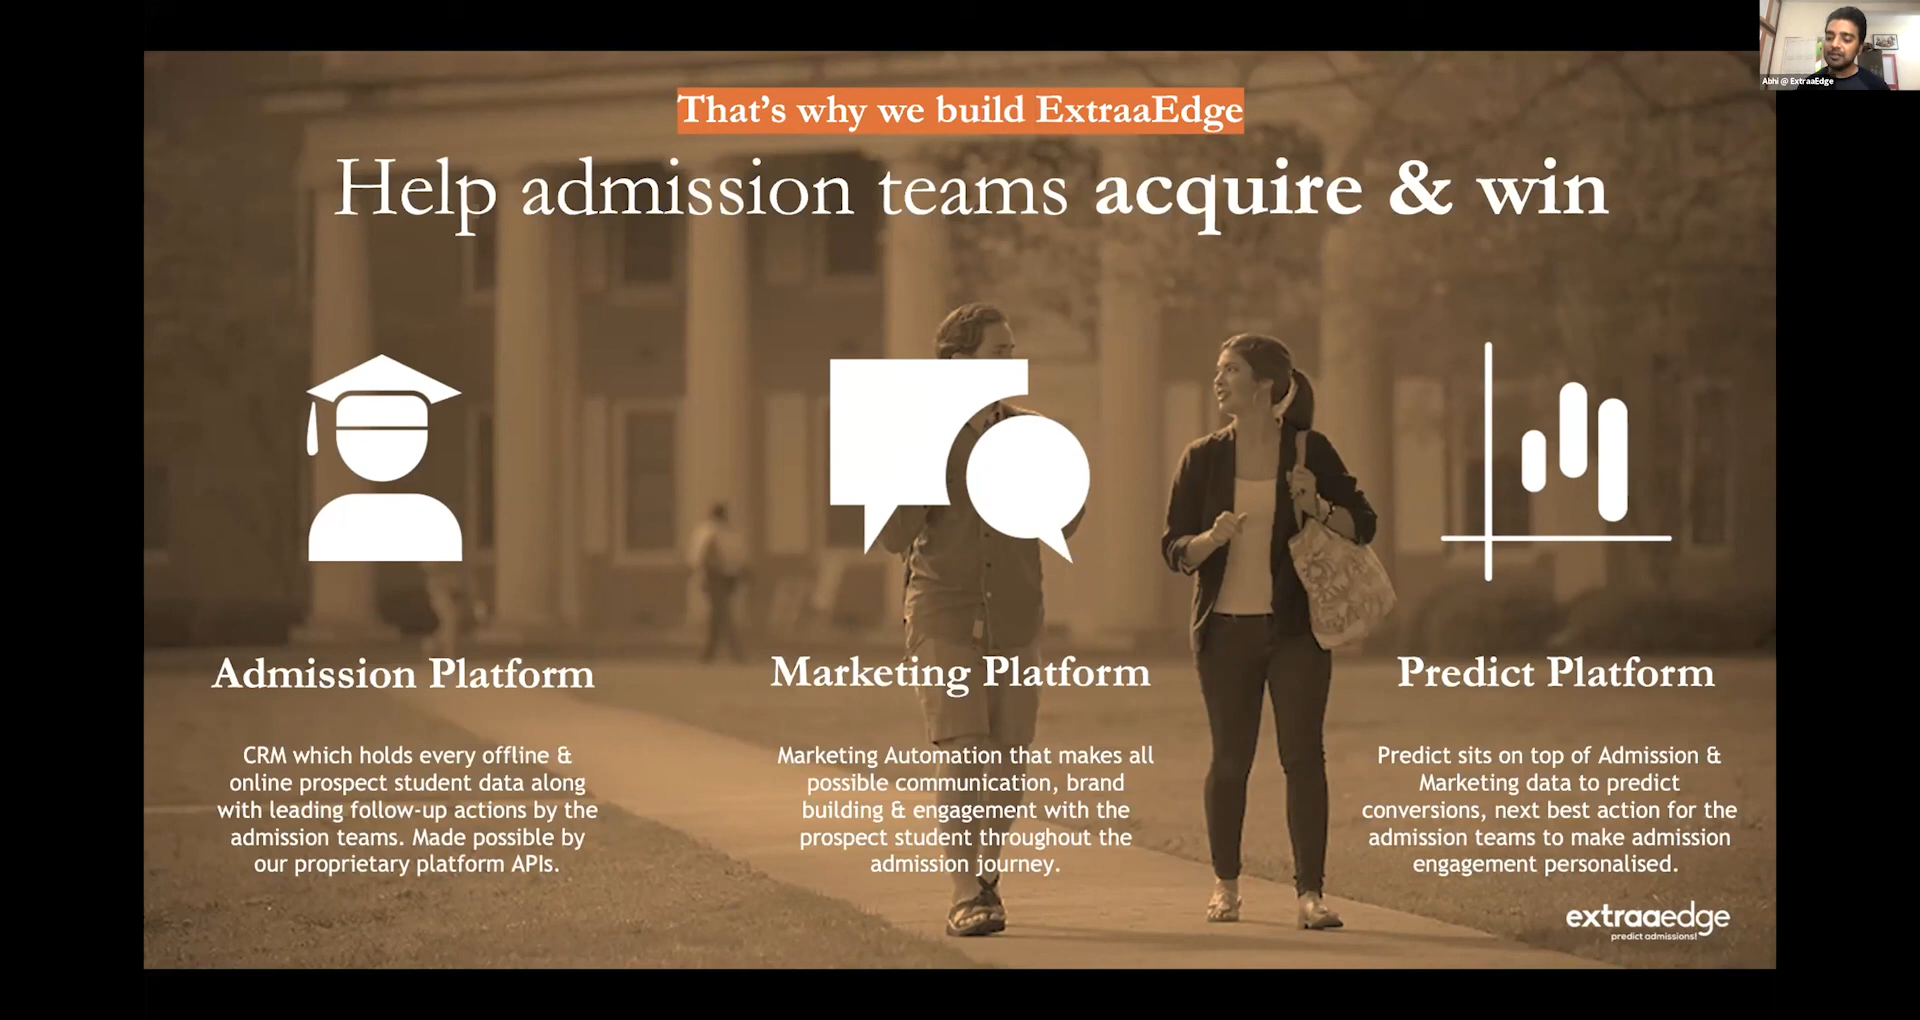 Abhi @ ExtraaEdge
That's why we build ExtraaEdge
Help admission teams acquire & win
Admission Platform
CRM which holds every offline &
online prospect student data along
with leading follow-up actions by the
admission teams. Made possible by
our proprietary platform APIs.
Marketing Platform
Marketing Automation that makes all
possible communication, brand
building & engagement with the
prospect student throughout the
admission journey.
Predict Platform
Predict sits on top of Admission &
Marketing data to predict
conversions, next best action for the
admission teams to make admission
engagement personalised.
extraaedge
predict admissions!